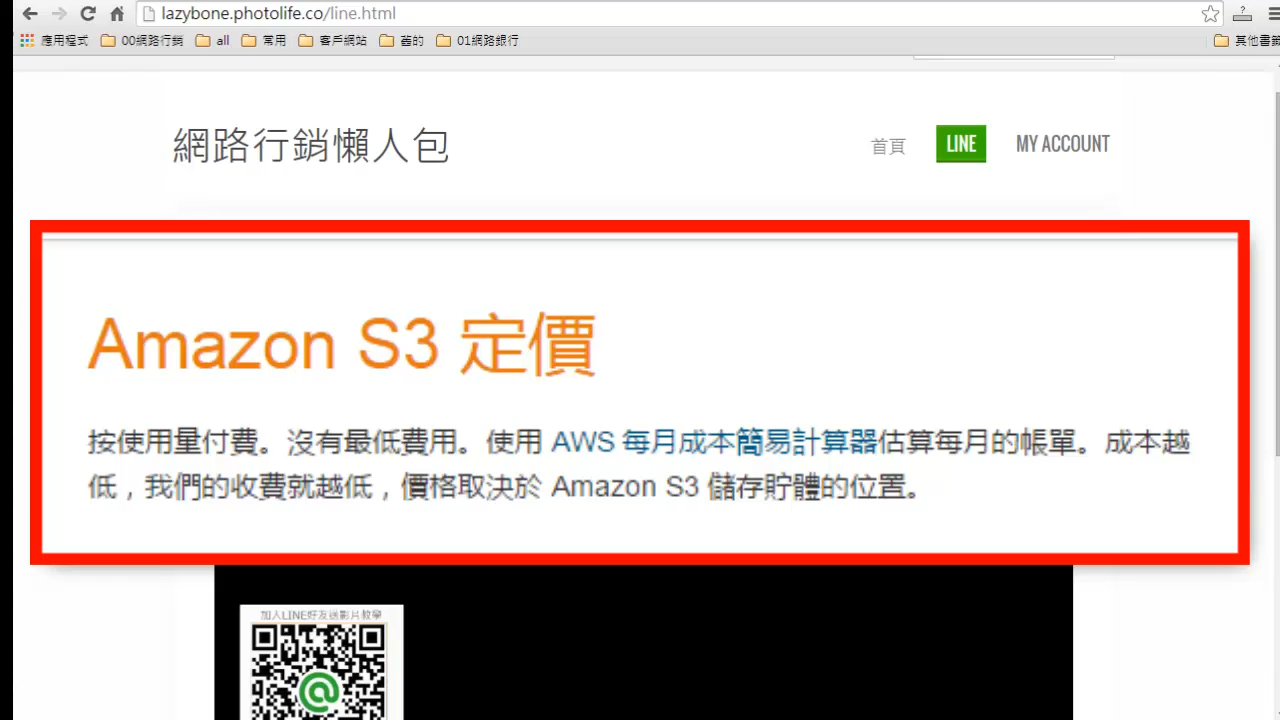 lazybone.photolife.co/line.html
應用程式 00網路行銷 all 常用 客戶網站 舊的 01網路銀行 其他書籤
網路行銷懶人包
首頁 LINE MY ACCOUNT
Amazon S3 定價
按使用量付費。沒有最低費用。使用 AWS 每月成本簡易計算器估算每月的帳單。成本越
低，我們的收費就越低，價格取決於 Amazon S3 儲存貯體的位置。
加入LINE好友送影片教學